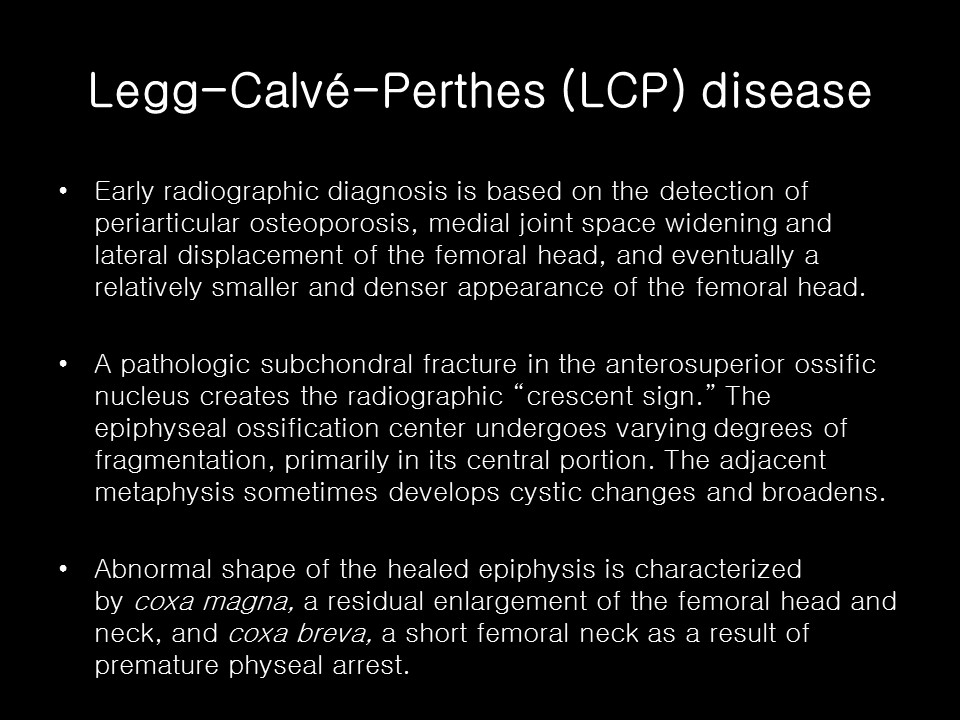 Legg-Calvé-Perthes (LCP) disease
• Early radiographic diagnosis is based on the detection of
periarticular osteoporosis, medial joint space widening and
lateral displacement of the femoral head, and eventually a
relatively smaller and denser appearance of the femoral head.
• A pathologic subchondral fracture in the anterosuperior ossific
nucleus creates the radiographic “crescent sign.” The
epiphyseal ossification center undergoes varying degrees of
fragmentation, primarily in its central portion. The adjacent
metaphysis sometimes develops cystic changes and broadens.
• Abnormal shape of the healed epiphysis is characterized
by coxa magna, a residual enlargement of the femoral head and
neck, and coxa breva, a short femoral neck as a result of
premature physeal arrest.